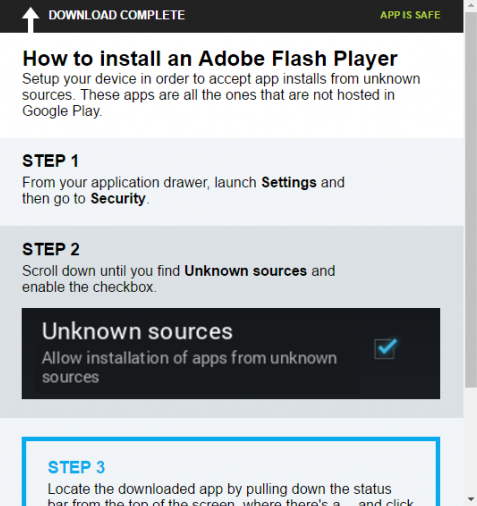 DOWNLOAD COMPLETE
APP IS SAFE
How to install an Adobe Flash Player
Setup your device in order to accept app installs from unknown
sources. These apps are all the ones that are not hosted in
Google Play.
STEP 1
From your application drawer, launch Settings and
then go to Security.
STEP 2
Scroll down until you find Unknown sources and
enable the checkbox.
Unknown sources
Allow installation of apps from unknown
sources
STEP 3
Locate the downloaded app by pulling down the status
bar from the top of the screen, where there's a ... and click